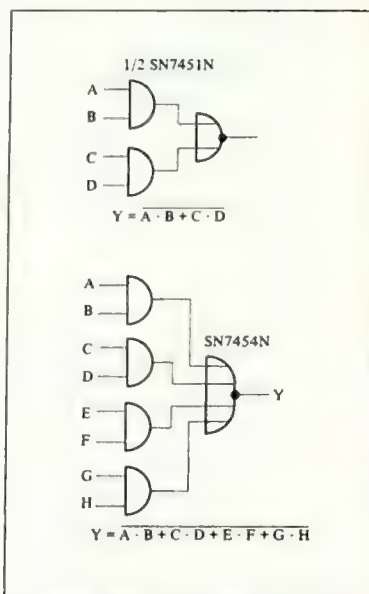 1/2 SN7451N
A
B
C
D
Y = A · B + C · D
A
B
C
D
SN7454N
Y
E
F
G
H
Y = A · B + C · D + E · F + G · H